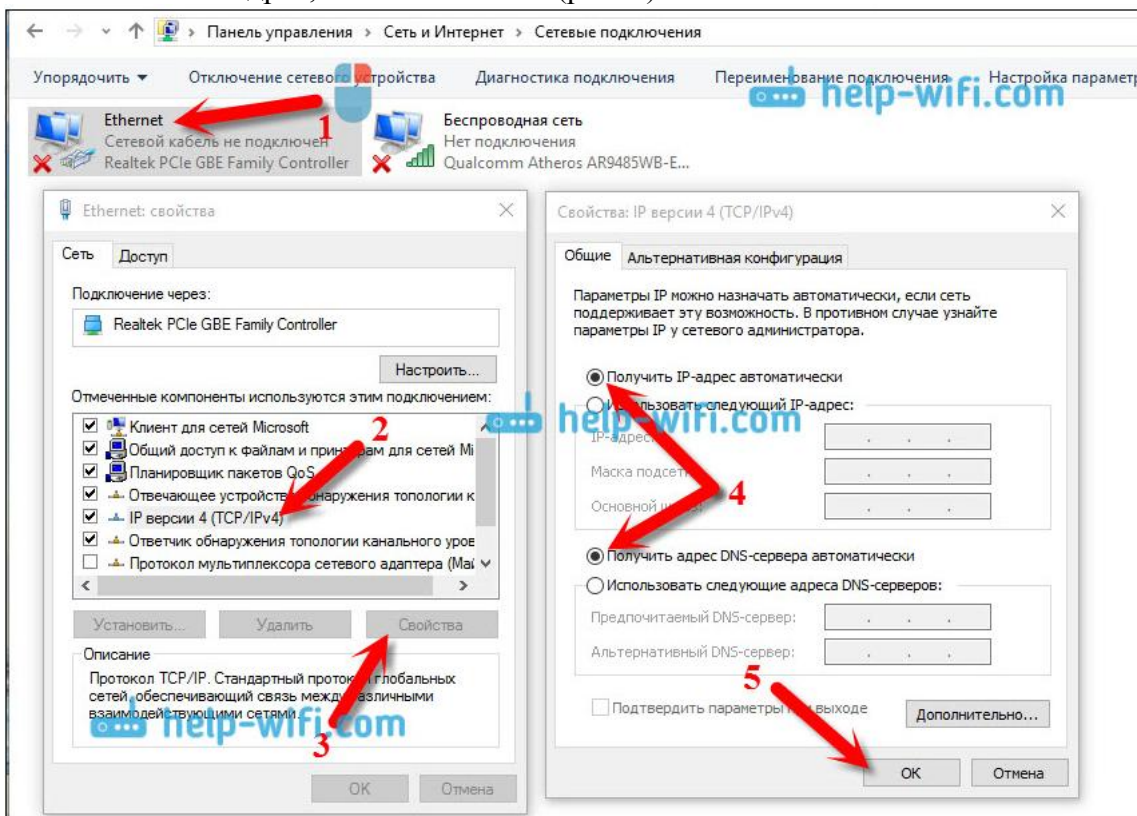 Панель управления > Сеть и Интернет > Сетевые подключения
Упорядочить Отключение сетевого устройства Диагностика подключения Переименование подключения Настройка парамет
help-wifi.com
Ethernet
Сетевой кабель не подключен
Realtek PCIe GBE Family Controller
1
Беспроводная сеть
Нет подключения
Qualcomm Atheros AR9485WB-E...
Ethernet: свойства
Сеть Доступ
Подключение через:
Realtek PCIe GBE Family Controller
Настроить...
Отмеченные компоненты используются этим подключением:
Клиент для сетей Microsoft
2
Общий доступ к файлам и принтерам для сетей Mi
Планировщик пакетов QoS
Отвечающее устройство обнаружения топологии к
IP версии 4 (TCP/IPv4)
Ответчик обнаружения топологии канального уров
Протокол мультиплексора сетевого адаптера (Ма
Установить... Удалить Свойства
Описание
Протокол TCP/IP. Стандартный протокол глобальных
сетей, обеспечивающий связь между различными
взаимодействующими сетями.
help-wifi.com
3
OK Отмена
Свойства: IP версии 4 (TCP/IPv4)
Общие Альтернативная конфигурация
Параметры IP можно назначать автоматически, если сеть
поддерживает эту возможность. В противном случае узнайте
параметры IP у сетевого администратора.
Получить IP-адрес автоматически
Использовать следующий IP-адрес:
help-wifi.com
IP-адрес:
Маска подсети:
4
Основной шлюз:
Получить адрес DNS-сервера автоматически
Использовать следующие адреса DNS-серверов:
Предпочитаемый DNS-сервер:
Альтернативный DNS-сервер:
5
Подтвердить параметры при выходе
Дополнительно...
OK Отмена